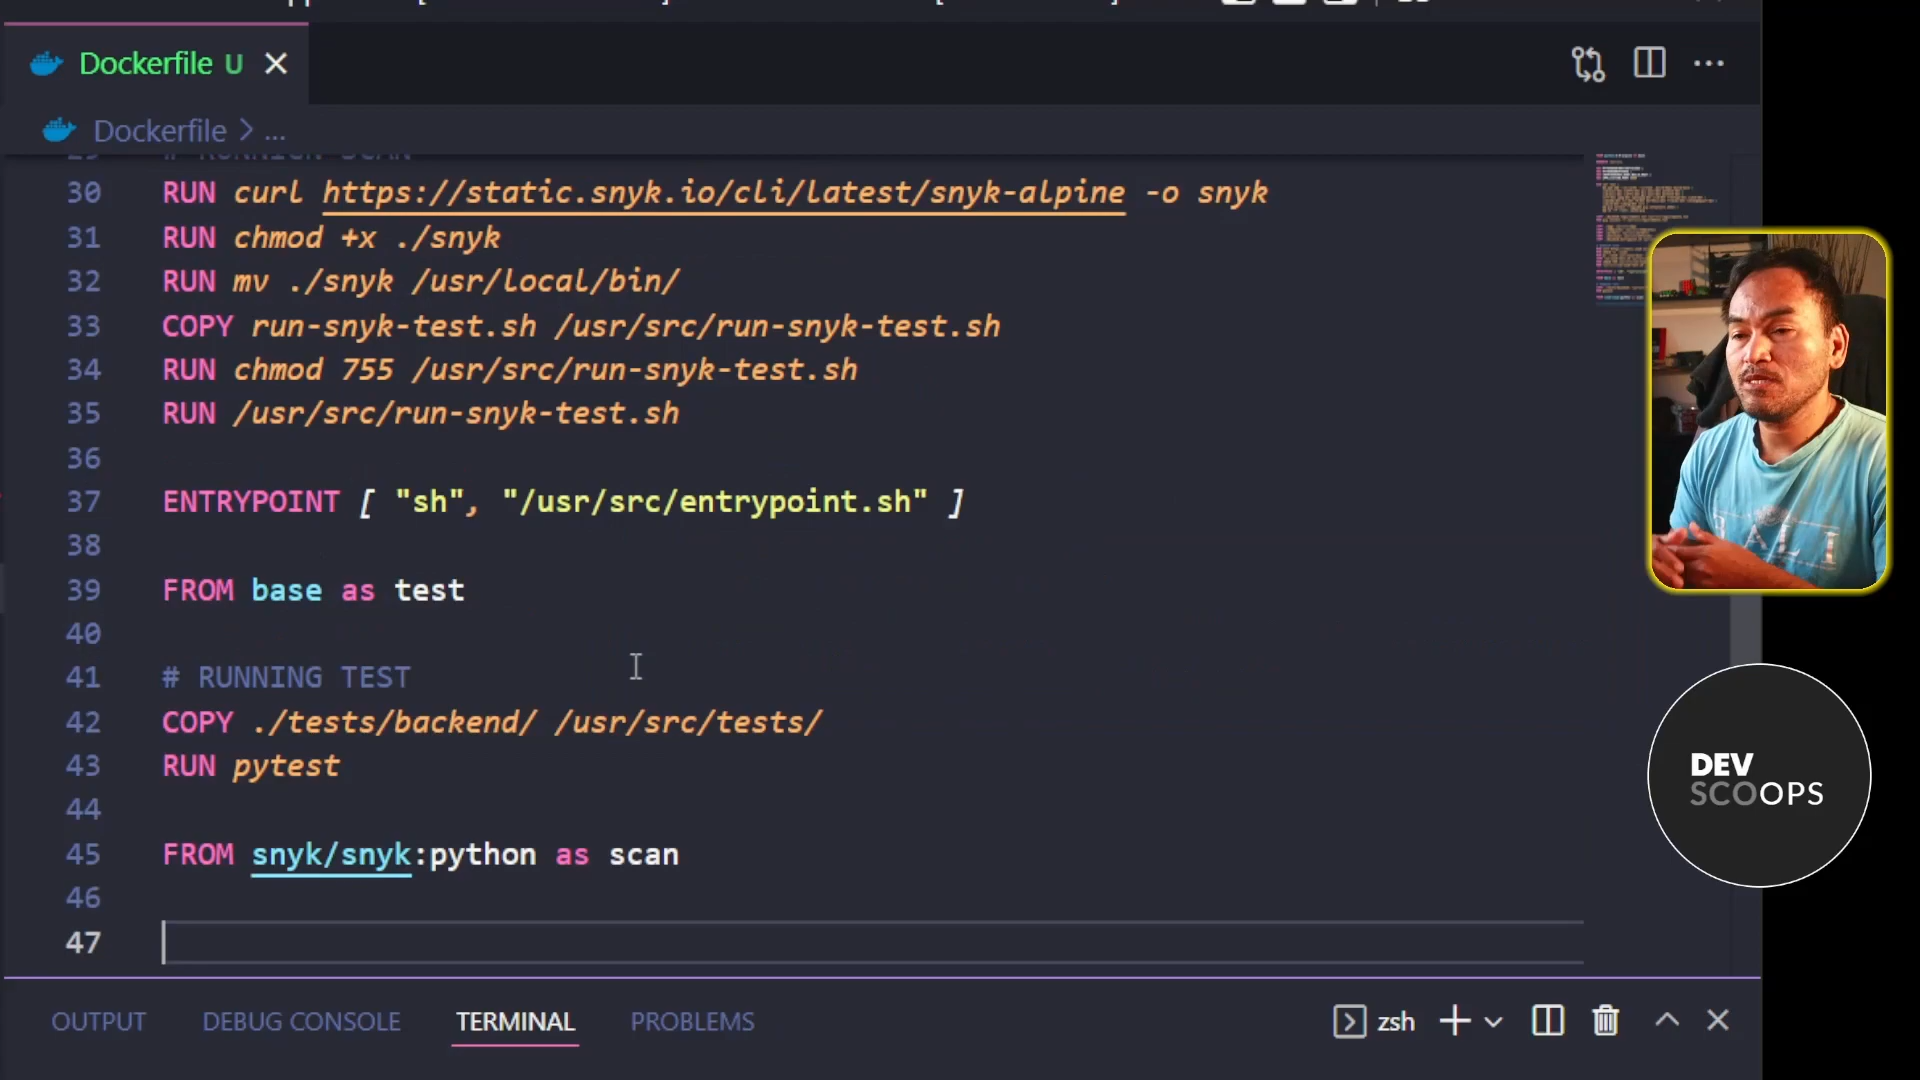 Dockerfile U
Dockerfile > ...
30 RUN curl https://static.snyk.io/cli/latest/snyk-alpine -o snyk
31 RUN chmod +x ./snyk
32 RUN mv ./snyk /usr/local/bin/
33 COPY run-snyk-test.sh /usr/src/run-snyk-test.sh
34 RUN chmod 755 /usr/src/run-snyk-test.sh
35 RUN /usr/src/run-snyk-test.sh
36
37 ENTRYPOINT [ "sh", "/usr/src/entrypoint.sh" ]
38
39 FROM base as test
40
41 # RUNNING TEST
42 COPY ./tests/backend/ /usr/src/tests/
43 RUN pytest
44
45 FROM snyk/snyk:python as scan
46
47
DEV
SCOOPS
OUTPUT DEBUG CONSOLE TERMINAL PROBLEMS zsh